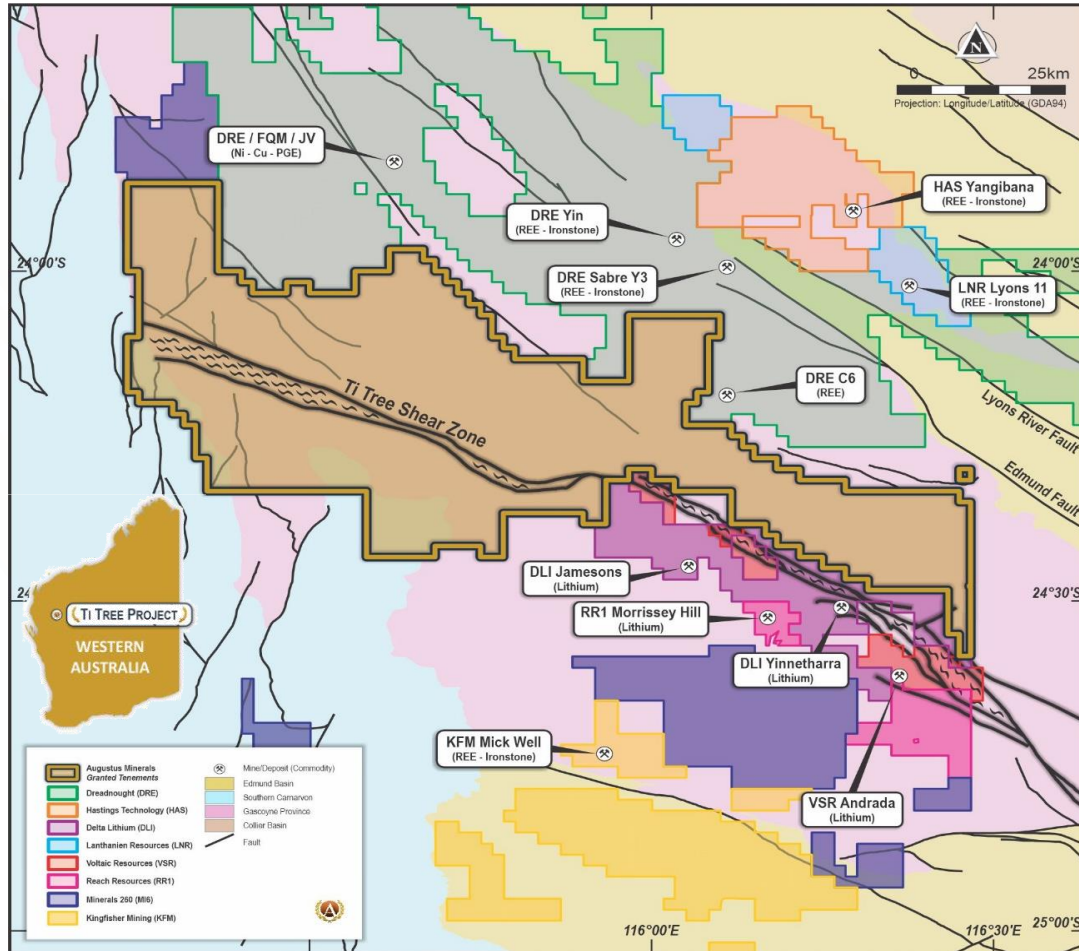 N
0 25km
Projection: Longitude/Latitude (GDA94)
DRE / FQM / JV
(Ni - Cu - PGE)
HAS Yangibana
(REE - Ironstone)
DRE Yin
(REE - Ironstone)
24°00'S
24°00'S
DRE Sabre Y3
(REE - Ironstone)
LNR Lyons 11
(REE - Ironstone)
DRE C6
(REE)
Ti Tree Shear Zone
Lyons River Fault
Edmund Fault
DLI Jamesons
(Lithium)
24°30'S
RR1 Morrissey Hill
(Lithium)
TI TREE PROJECT
WESTERN
AUSTRALIA
DLI Yinnetharra
(Lithium)
KFM Mick Well
(REE - Ironstone)
VSR Andrada
(Lithium)
Augustus Minerals
Granted Tenements
Dreadnought (DRE)
Hastings Technology (HAS)
Delta Lithium (DLI)
Lanthanien Resources (LNR)
Voltaic Resources (VSR)
Reach Resources (RR1)
Minerals 260 (MI6)
Kingfisher Mining (KFM)
Mine/Deposit (Commodity)
Edmund Basin
Southern Carnarvon
Gascoyne Province
Collier Basin
Fault
A
116°00'E
116°30'E
25°00'S